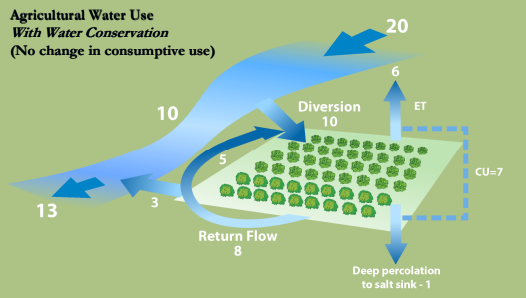 Agricultural Water Use
With Water Conservation
(No change in consumptive use)
20
6
ET
Diversion
10
10
5
CU=7
3
13
Return Flow
8
Deep percolation
to salt sink - 1